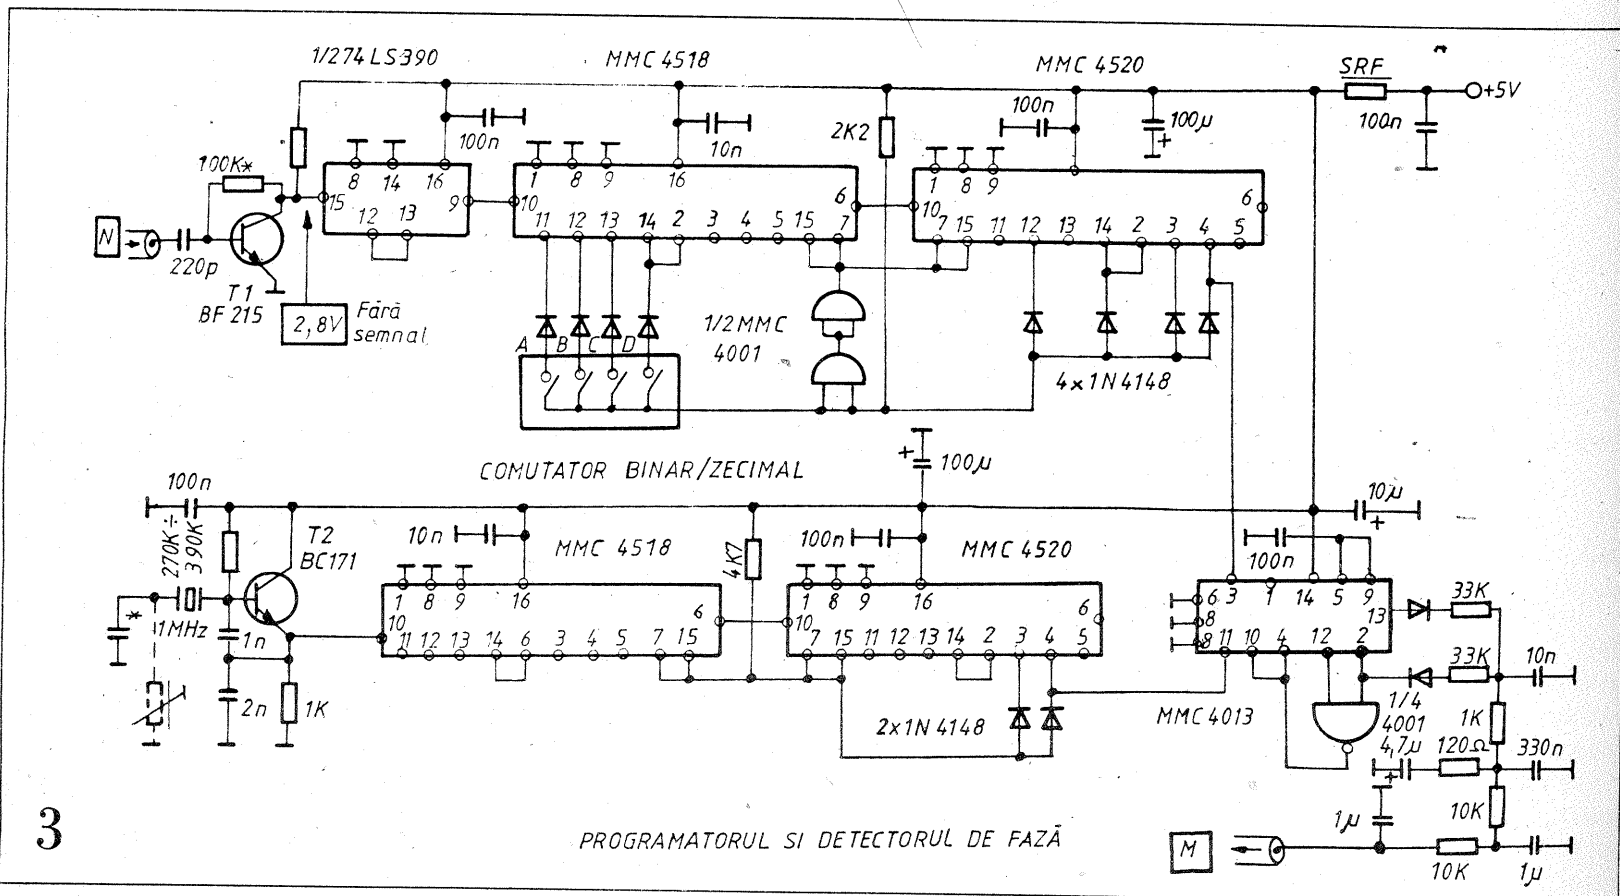 1/274LS390
MMC 4518
MMC 4520
SRF
+5V
100n
10n
2K2
100n
100µ
+
100n
100K*
8 14 16
1 8 9 16
1 8 9
N
15 9
10 6
10 6
12 13
11 12 13 14 2 3 4 5 15 7
7 15 11 12 13 14 2 3 4 5
220p
T1
BF 215
2,8V
Fără
semnal
A B C D
1/2MMC
4001
4x1N4148
COMUTATOR BINAR/ZECIMAL
+ 100µ
100n
270K÷
390K
T2
BC171
10n
MMC 4518
4K7
100n
MMC 4520
10µ
+
100n
1 8 9 16
1 8 9 16
6 3 1 14 5 9
*
1MHz
10 6
10 6
8 13
33K
1n
11 12 13 14 6 3 4 5 7 15
7 15 11 12 13 14 2 3 4 5
8 11 10 4 12 2
33K
10n
2n
1K
2x1N4148
MMC4013
1/4
4001
1K
4,7µ
120Ω
330n
+
10K
1µ
3
PROGRAMATORUL SI DETECTORUL DE FAZĂ
M
10K
1µ